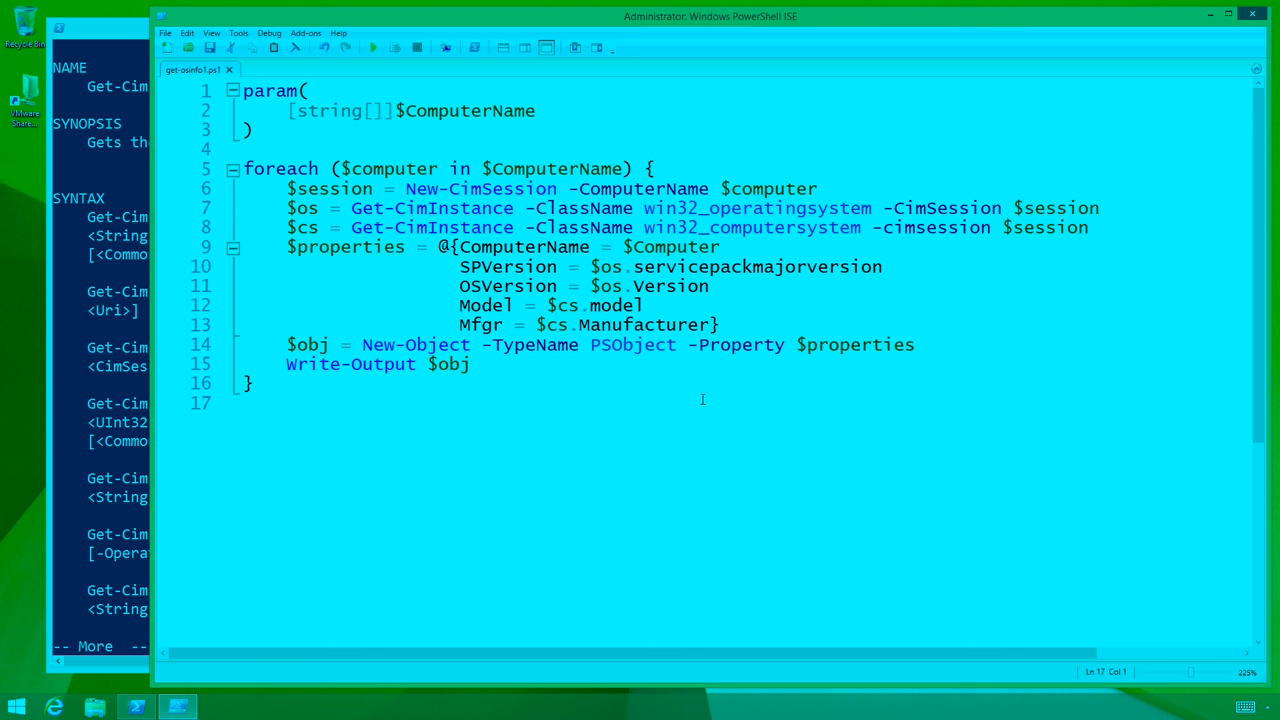 Recycle Bin
VMware
Share...
NAME
Get-Cim
SYNOPSIS
Gets the
SYNTAX
Get-Cim
<String
[<Commo
Get-Cim
<Uri>]
Get-Cim
<CimSes
Get-Cim
<UInt32
[<Commo
Get-Cim
<String
Get-Cim
[-Opera
Get-Cim
<String
-- More --
Administrator: Windows PowerShell ISE
File Edit View Tools Debug Add-ons Help
get-osinfo1.ps1
1 param(
2 [string[]]$ComputerName
3 )
4
5 foreach ($computer in $ComputerName) {
6 $session = New-CimSession -ComputerName $computer
7 $os = Get-CimInstance -ClassName win32_operatingsystem -CimSession $session
8 $cs = Get-CimInstance -ClassName win32_computersystem -cimsession $session
9 $properties = @{ComputerName = $Computer
10 SPVersion = $os.servicepackmajorversion
11 OSVersion = $os.Version
12 Model = $cs.model
13 Mfgr = $cs.Manufacturer}
14 $obj = New-Object -TypeName PSObject -Property $properties
15 Write-Output $obj
16 }
17
Ln 17 Col 1
225%